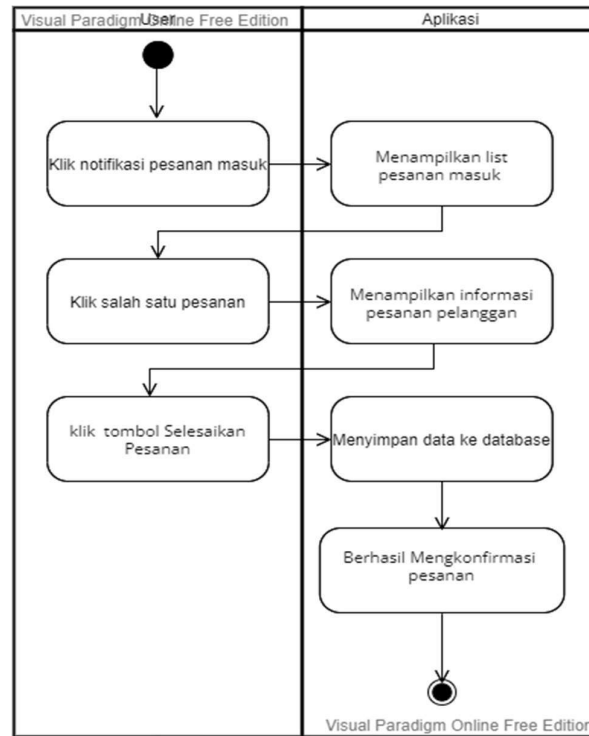 Visual Paradigm Online Free Edition
User
Aplikasi
Klik notifikasi pesanan masuk
Menampilkan list
pesanan masuk
Klik salah satu pesanan
Menampilkan informasi
pesanan pelanggan
klik tombol Selesaikan
Pesanan
Menyimpan data ke database
Berhasil Mengkonfirmasi
pesanan
Visual Paradigm Online Free Edition